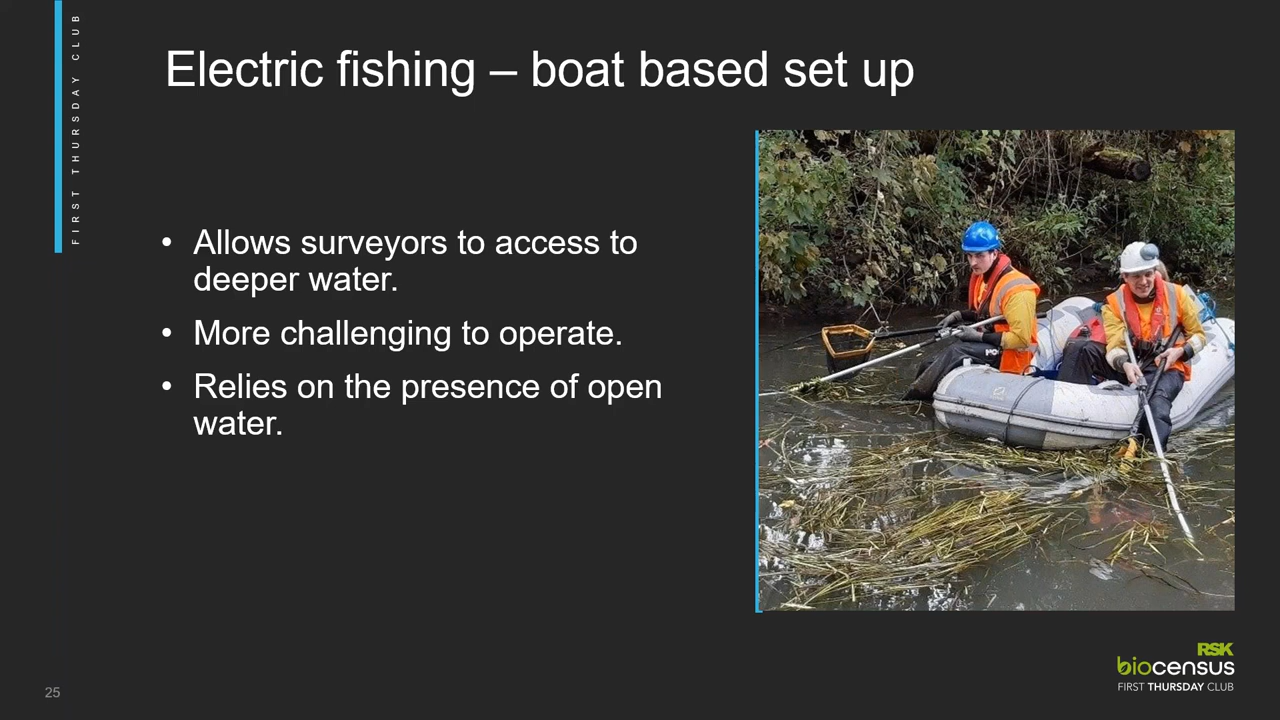 FIRST THURSDAY CLUB
Electric fishing – boat based set up
• Allows surveyors to access to
deeper water.
• More challenging to operate.
• Relies on the presence of open
water.
RSK
biocensus
FIRST THURSDAY CLUB
25